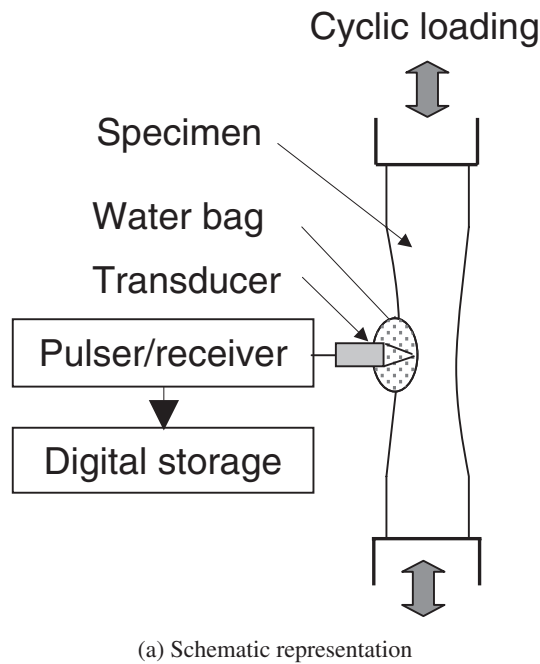 Cyclic loading
Specimen
Water bag
Transducer
Pulser/receiver
Digital storage
(a) Schematic representation